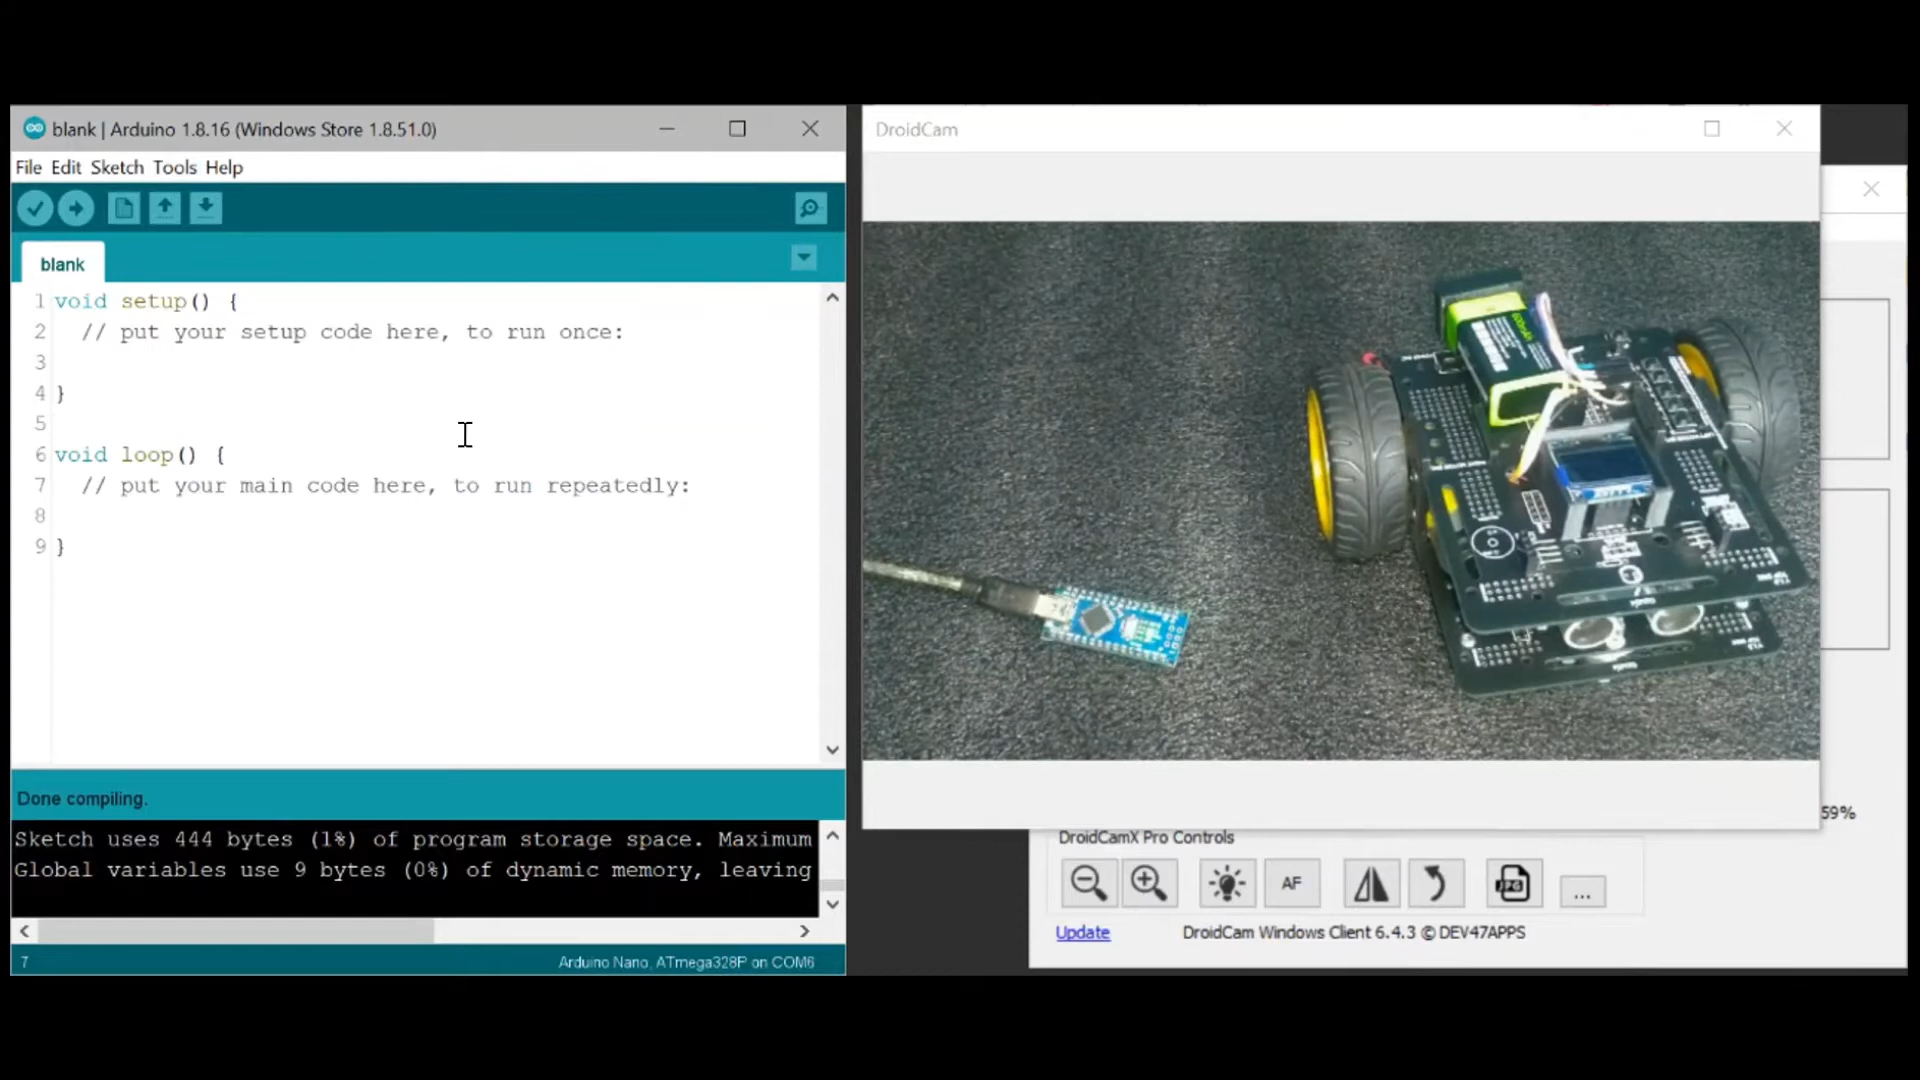 blank | Arduino 1.8.16 (Windows Store 1.8.51.0)
File Edit Sketch Tools Help
blank
1 void setup() {
2 // put your setup code here, to run once:
3
4 }
5
6 void loop() {
7 // put your main code here, to run repeatedly:
8
9 }
Done compiling.
Sketch uses 444 bytes (1%) of program storage space. Maximum
Global variables use 9 bytes (0%) of dynamic memory, leaving
7
Arduino Nano, ATmega328P on COM6
DroidCam
600mAh
59%
DroidCamX Pro Controls
AF
JPG
...
Update
DroidCam Windows Client 6.4.3 © DEV47APPS